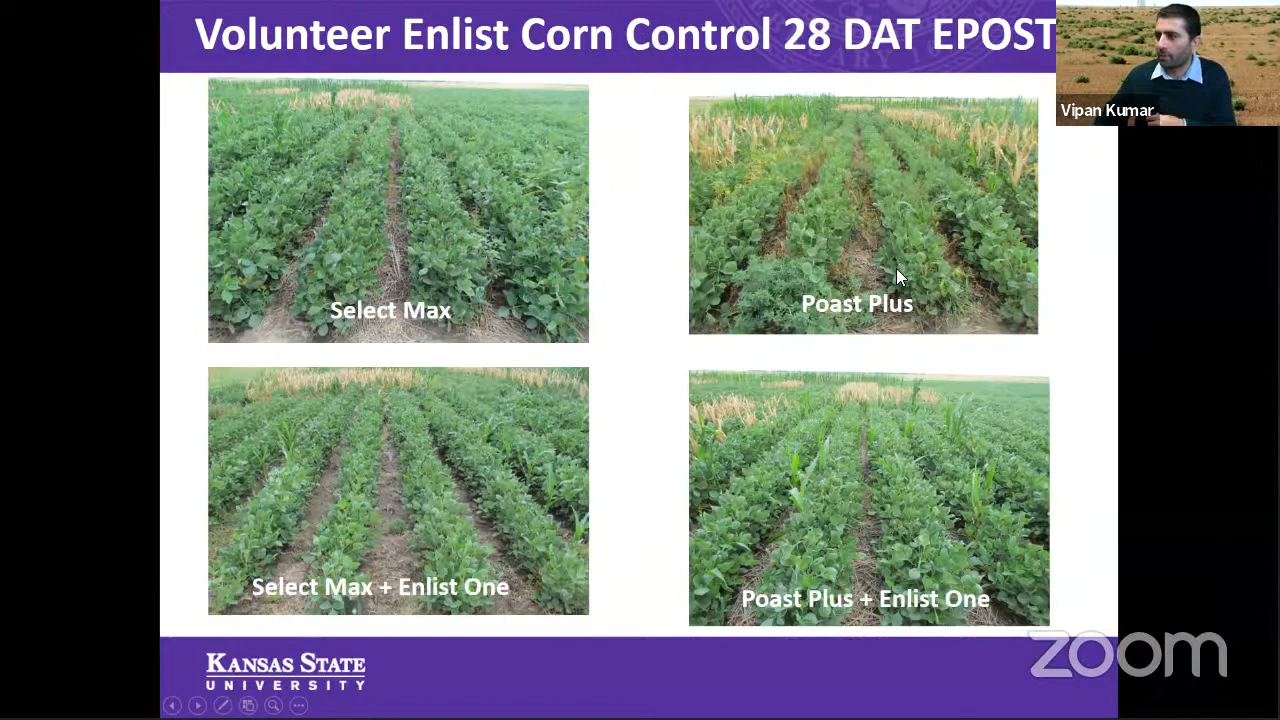 Volunteer Enlist Corn Control 28 DAT EPOST
Vipan Kumar
Select Max
Poast Plus
Select Max + Enlist One
Poast Plus + Enlist One
KANSAS STATE
UNIVERSITY
zoom